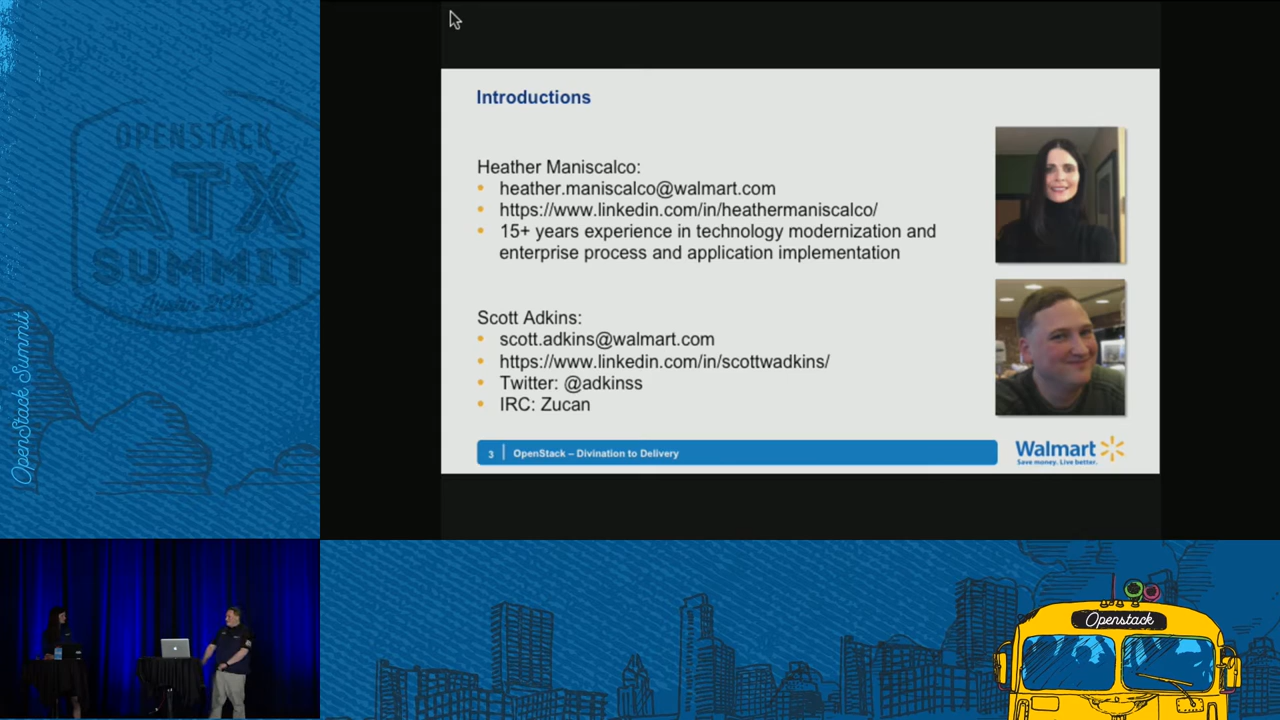 OPENSTACK
ATX
SUMMIT
Austin 2016
OpenStack Summit
Introductions
Heather Maniscalco:
• heather.maniscalco@walmart.com
• https://www.linkedin.com/in/heathermaniscalco/
• 15+ years experience in technology modernization and
enterprise process and application implementation
Scott Adkins:
• scott.adkins@walmart.com
• https://www.linkedin.com/in/scottwadkins/
• Twitter: @adkinss
• IRC: Zucan
3 OpenStack – Divination to Delivery
Walmart
Save money. Live better.
Openstack